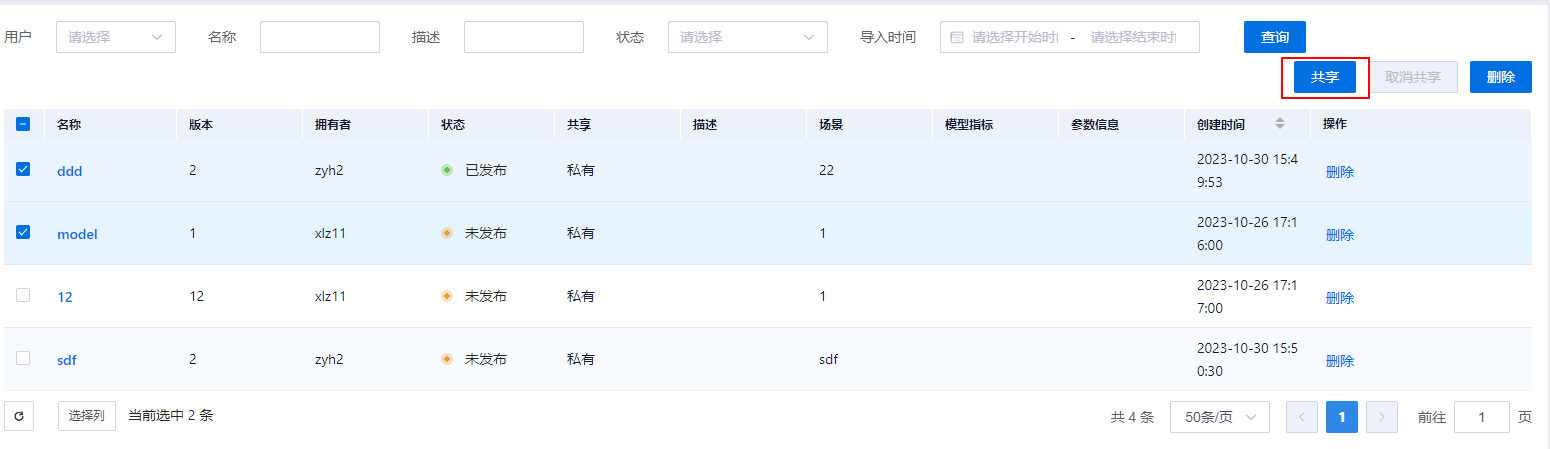 用户 请选择 名称 描述 状态 请选择 导入时间 请选择开始时 - 请选择结束时 查询
共享 取消共享 删除
名称 版本 拥有者 状态 共享 描述 场景 模型指标 参数信息 创建时间 操作
ddd 2 zyh2 已发布 私有 22 2023-10-30 15:4
9:53 删除
model 1 xlz11 未发布 私有 1 2023-10-26 17:1
6:00 删除
12 12 xlz11 未发布 私有 1 2023-10-26 17:1
7:00 删除
sdf 2 zyh2 未发布 私有 sdf 2023-10-30 15:5
0:30 删除
选择列 当前选中 2 条 共 4 条 50条/页 1 前往 1 页